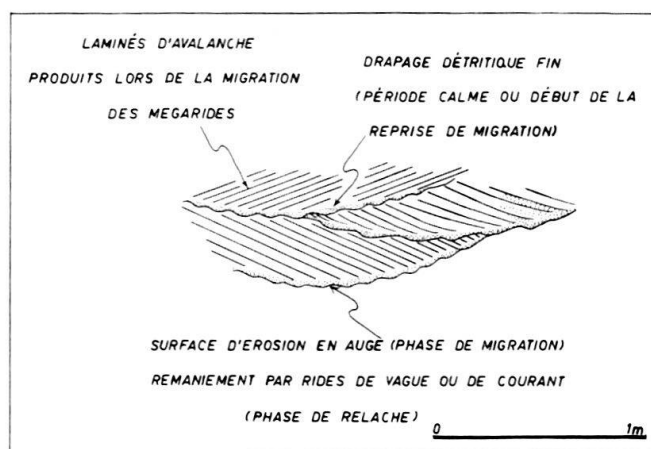 LAMINÉS D'AVALANCHE
PRODUITS LORS DE LA MIGRATION
DES MEGARIDES
DRAPAGE DÉTRITIQUE FIN
(PÉRIODE CALME OU DÉBUT DE LA
REPRISE DE MIGRATION)
SURFACE D'EROSION EN AUGE (PHASE DE MIGRATION)
REMANIEMENT PAR RIDES DE VAGUE OU DE COURANT
(PHASE DE RELACHE)
0 1m